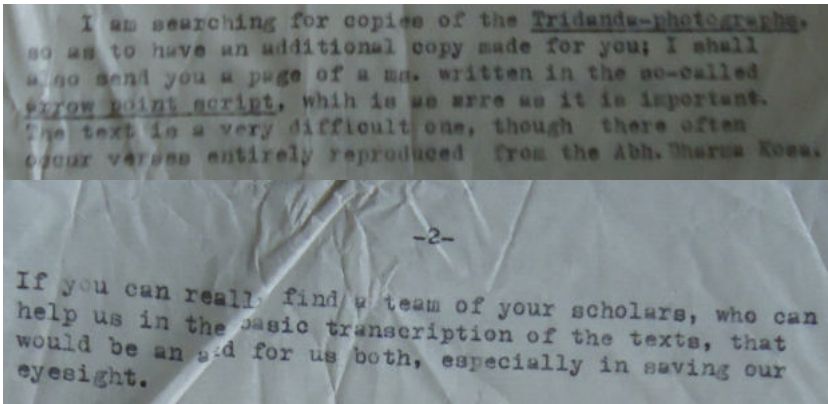 I am searching for copies of the Tridanda-photographs,
so as to have an additional copy made for you; I shall
also send you a page of a ms. written in the so-called
arrow point script, whih is as arre as it is important.
The text is a very difficult one, though there often
occur verses entirely reproduced from the Abh. Dharma Kosa.
-2-
If you can really find a team of your scholars, who can
help us in the basic transcription of the texts, that
would be an aid for us both, especially in saving our
eyesight.